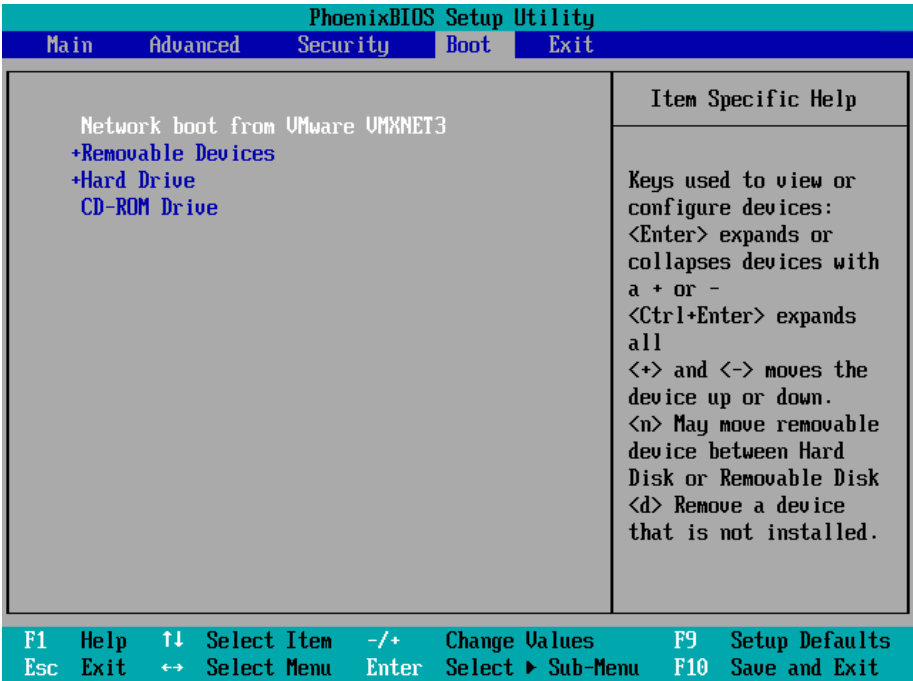 PhoenixBIOS Setup Utility
Main Advanced Security Boot Exit
Network boot from VMware VMXNET3
+Removable Devices
+Hard Drive
CD-ROM Drive
Item Specific Help
Keys used to view or
configure devices:
<Enter> expands or
collapses devices with
a + or -
<Ctrl+Enter> expands
all
<+> and <-> moves the
device up or down.
<n> May move removable
device between Hard
Disk or Removable Disk
<d> Remove a device
that is not installed.
F1 Help ↑↓ Select Item -/+ Change Values F9 Setup Defaults
Esc Exit ↔ Select Menu Enter Select ▶ Sub-Menu F10 Save and Exit